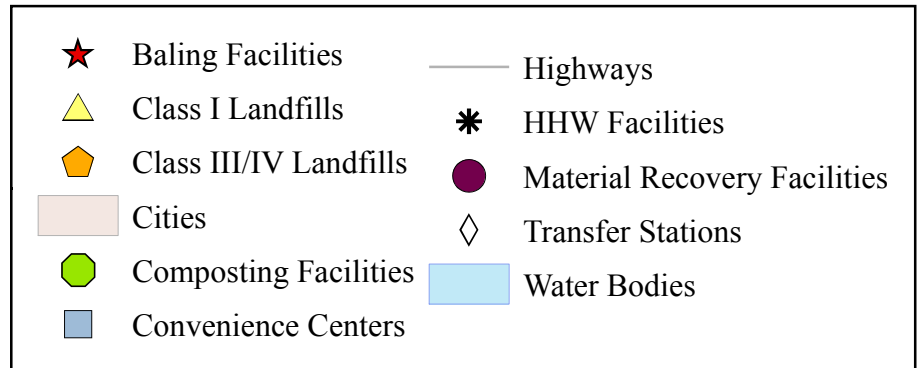 Baling Facilities
Class I Landfills
Class III/IV Landfills
Cities
Composting Facilities
Convenience Centers
Highways
HHW Facilities
Material Recovery Facilities
Transfer Stations
Water Bodies